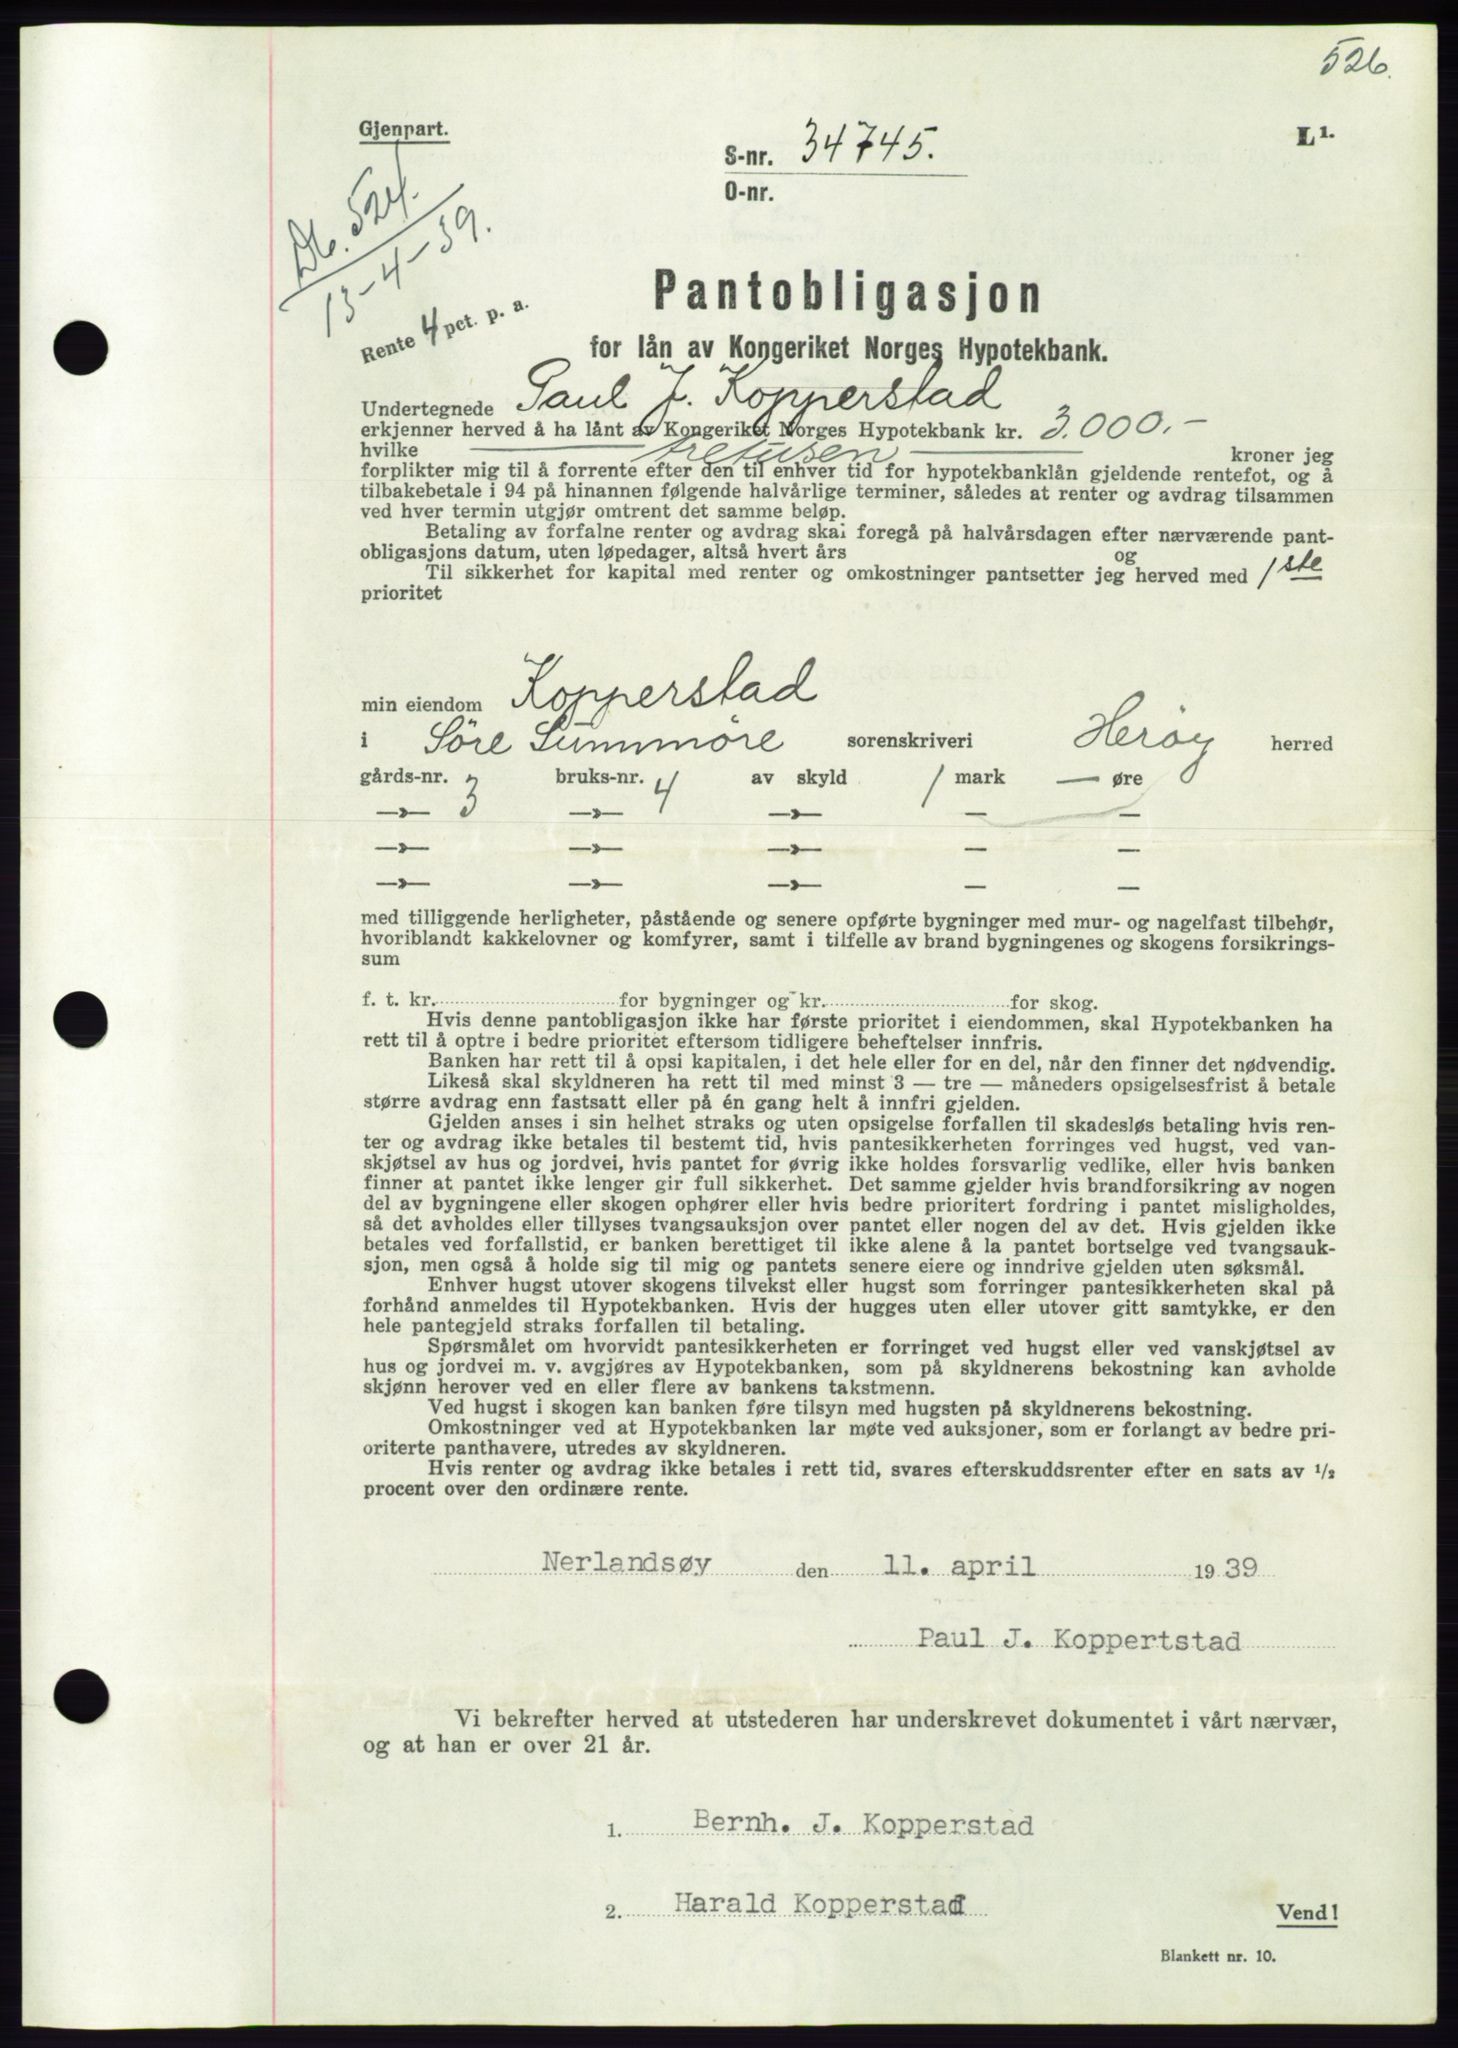 526.
Gjenpart.
S-nr. 34745.
L 1.
O-nr.
Db. 524.
13-4-39.
Rente 4 pct. p. a.
Pantobligasjon
for lån av Kongeriket Norges Hypotekbank.
Undertegnede Paul J. Kopperstad
erkjenner herved å ha lånt av Kongeriket Norges Hypotekbank kr. 3.000.-
hvilke — tretusen — kroner jeg
forplikter mig til å forrente efter den til enhver tid for hypotekbanklån gjeldende rentefot, og å
tilbakebetale i 94 på hinannen følgende halvårlige terminer, således at renter og avdrag tilsammen
ved hver termin utgjør omtrent det samme beløp.
Betaling av forfalne renter og avdrag skal foregå på halvårsdagen efter nærværende pant-
obligasjons datum, uten løpedager, altså hvert års og
Til sikkerhet for kapital med renter og omkostninger pantsetter jeg herved med 1ste
prioritet
min eiendom Kopperstad
i Söre Sunnmöre sorenskriveri Heröy herred
gårds-nr. 3 bruks-nr. 4 av skyld 1 mark — øre
—»— —»— —»— — —
—»— —»— —»— — —
—»— —»— —»— — —
med tilliggende herligheter, påstående og senere opførte bygninger med mur- og nagelfast tilbehør,
hvoriblandt kakkelovner og komfyrer, samt i tilfelle av brand bygningenes og skogens forsikrings-
sum
f. t. kr. for bygninger og kr. for skog.
Hvis denne pantobligasjon ikke har første prioritet i eiendommen, skal Hypotekbanken ha
rett til å optre i bedre prioritet eftersom tidligere beheftelser innfris.
Banken har rett til å opsi kapitalen, i det hele eller for en del, når den finner det nødvendig.
Likeså skal skyldneren ha rett til med minst 3 — tre — måneders opsigelsesfrist å betale
større avdrag enn fastsatt eller på én gang helt å innfri gjelden.
Gjelden anses i sin helhet straks og uten opsigelse forfallen til skadesløs betaling hvis ren-
ter og avdrag ikke betales til bestemt tid, hvis pantesikkerheten forringes ved hugst, ved van-
skjøtsel av hus og jordvei, hvis pantet for øvrig ikke holdes forsvarlig vedlike, eller hvis banken
finner at pantet ikke lenger gir full sikkerhet. Det samme gjelder hvis brandforsikring av nogen
del av bygningene eller skogen ophører eller hvis bedre prioritert fordring i pantet misligholdes,
så det avholdes eller tillyses tvangsauksjon over pantet eller nogen del av det. Hvis gjelden ikke
betales ved forfallstid, er banken berettiget til ikke alene å la pantet bortselge ved tvangsauk-
sjon, men også å holde sig til mig og pantets senere eiere og inndrive gjelden uten søksmål.
Enhver hugst utover skogens tilvekst eller hugst som forringer pantesikkerheten skal på
forhånd anmeldes til Hypotekbanken. Hvis der hugges uten eller utover gitt samtykke, er den
hele pantegjeld straks forfallen til betaling.
Spørsmålet om hvorvidt pantesikkerheten er forringet ved hugst eller ved vanskjøtsel av
hus og jordvei m. v. avgjøres av Hypotekbanken, som på skyldnerens bekostning kan avholde
skjønn herover ved en eller flere av bankens takstmenn.
Ved hugst i skogen kan banken føre tilsyn med hugsten på skyldnerens bekostning.
Omkostninger ved at Hypotekbanken lar møte ved auksjoner, som er forlangt av bedre pri-
oriterte panthavere, utredes av skyldneren.
Hvis renter og avdrag ikke betales i rett tid, svares efterskuddsrenter efter en sats av 1/2
procent over den ordinære rente.
Nerlandsøy den 11. april 1939
Paul J. Koppertstad
Vi bekrefter herved at utstederen har underskrevet dokumentet i vårt nærvær,
og at han er over 21 år.
1. Bernh. J. Kopperstad
2. Harald Kopperstad
Vend!
Blankett nr. 10.